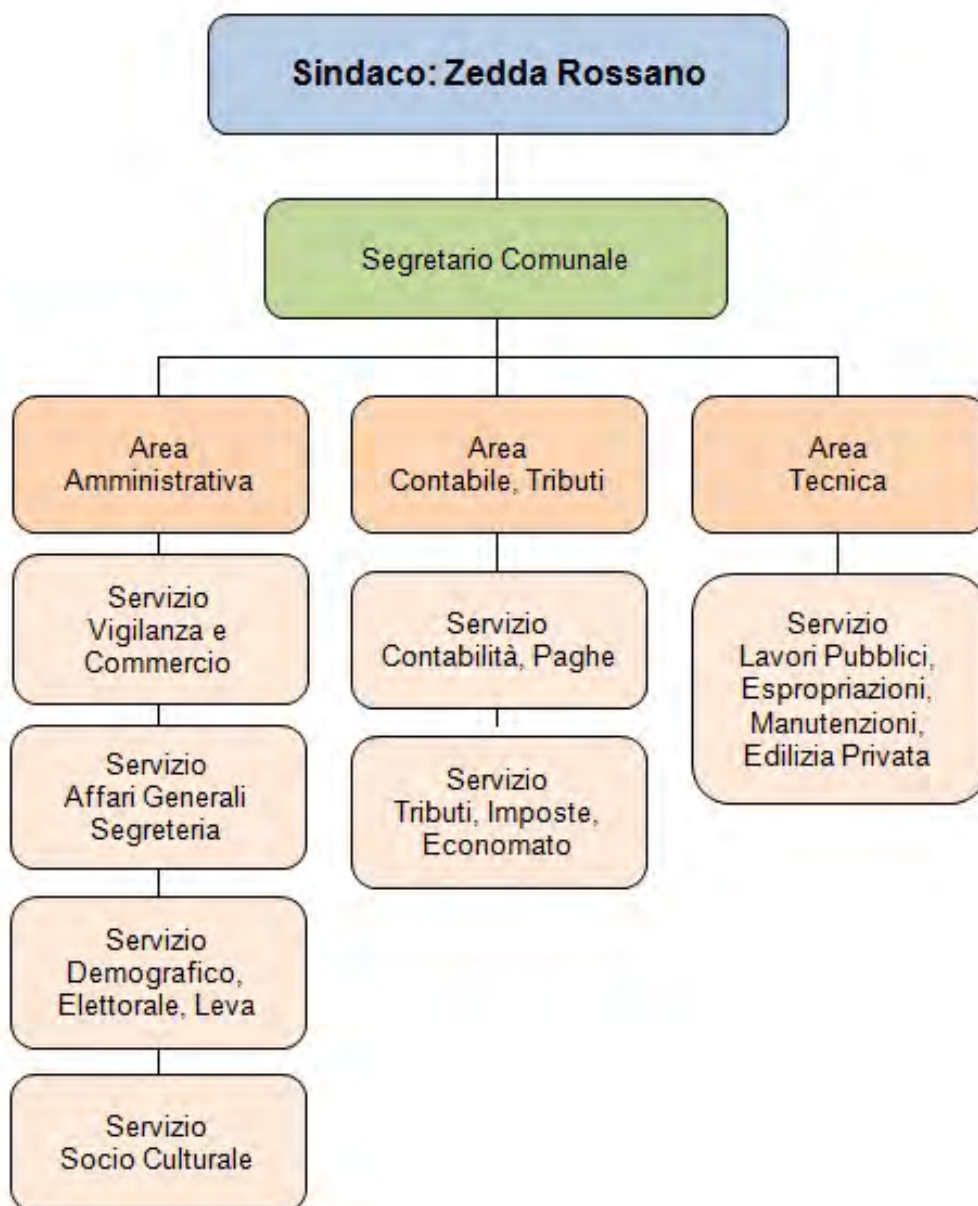 Sindaco: Zedda Rossano
Segretario Comunale
Area
Amministrativa
Area
Contabile, Tributi
Area
Tecnica
Servizio
Vigilanza e
Commercio
Servizio
Affari Generali
Segreteria
Servizio
Demografico,
Elettorale, Leva
Servizio
Socio Culturale
Servizio
Contabilità, Paghe
Servizio
Tributi, Imposte,
Economato
Servizio
Lavori Pubblici,
Espropriazioni,
Manutenzioni,
Edilizia Privata